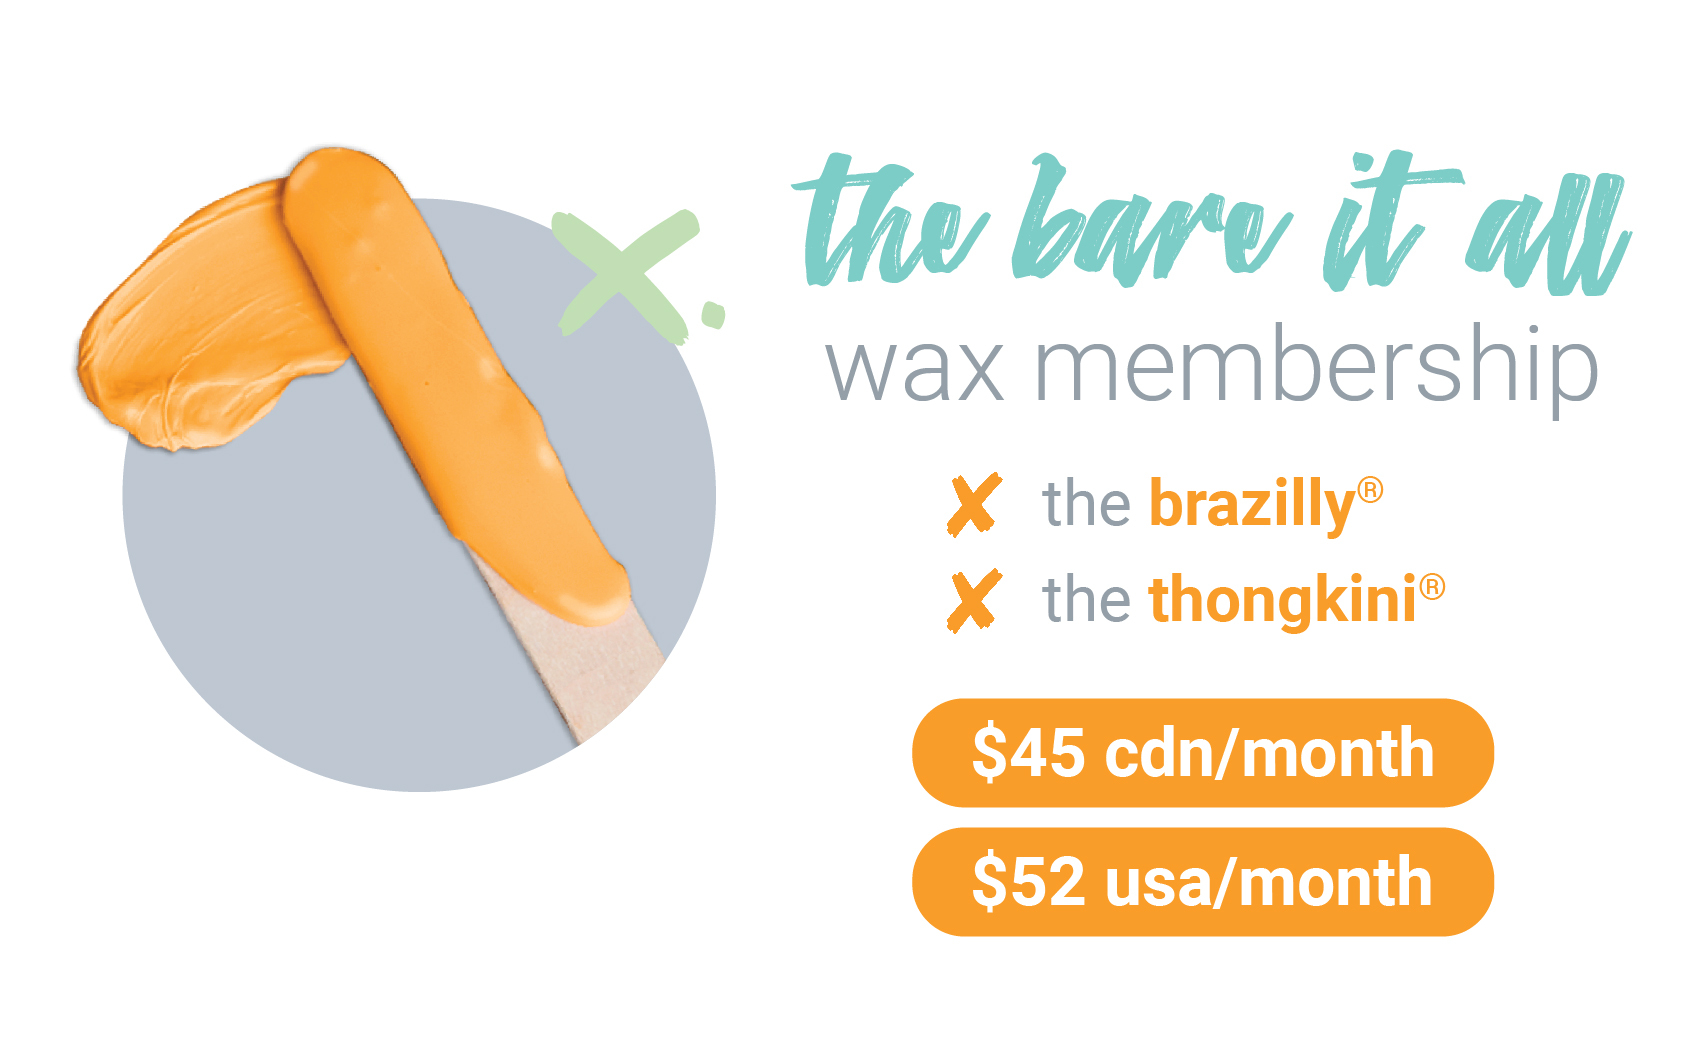 the bare it all
wax membership
✘ the brazilly®
✘ the thongkini®
$45 cdn/month
$52 usa/month